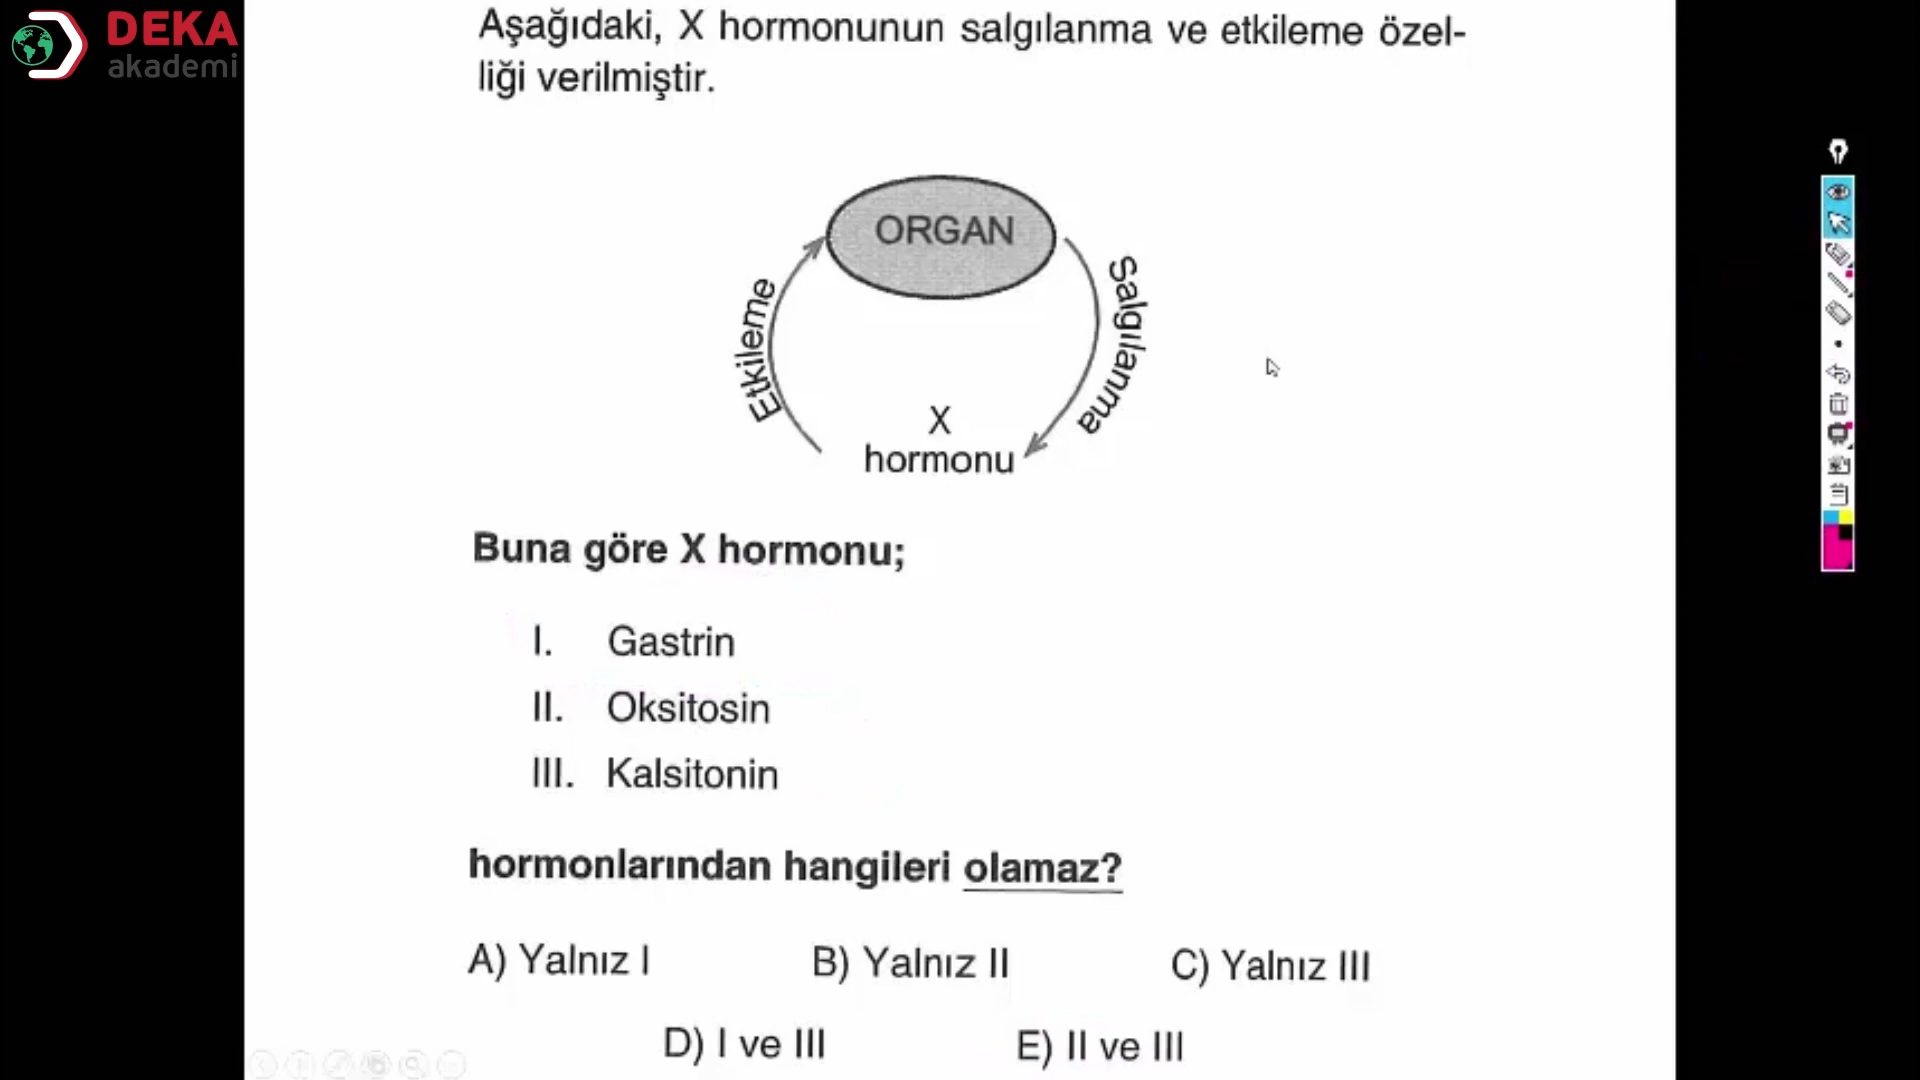 DEKA
akademi
Aşağıdaki, X hormonunun salgılanma ve etkileme özel-
liği verilmiştir.
ORGAN
Etkileme
Salgılanma
X
hormonu
Buna göre X hormonu;
I. Gastrin
II. Oksitosin
III. Kalsitonin
hormonlarından hangileri olamaz?
A) Yalnız I B) Yalnız II C) Yalnız III
D) I ve III E) II ve III